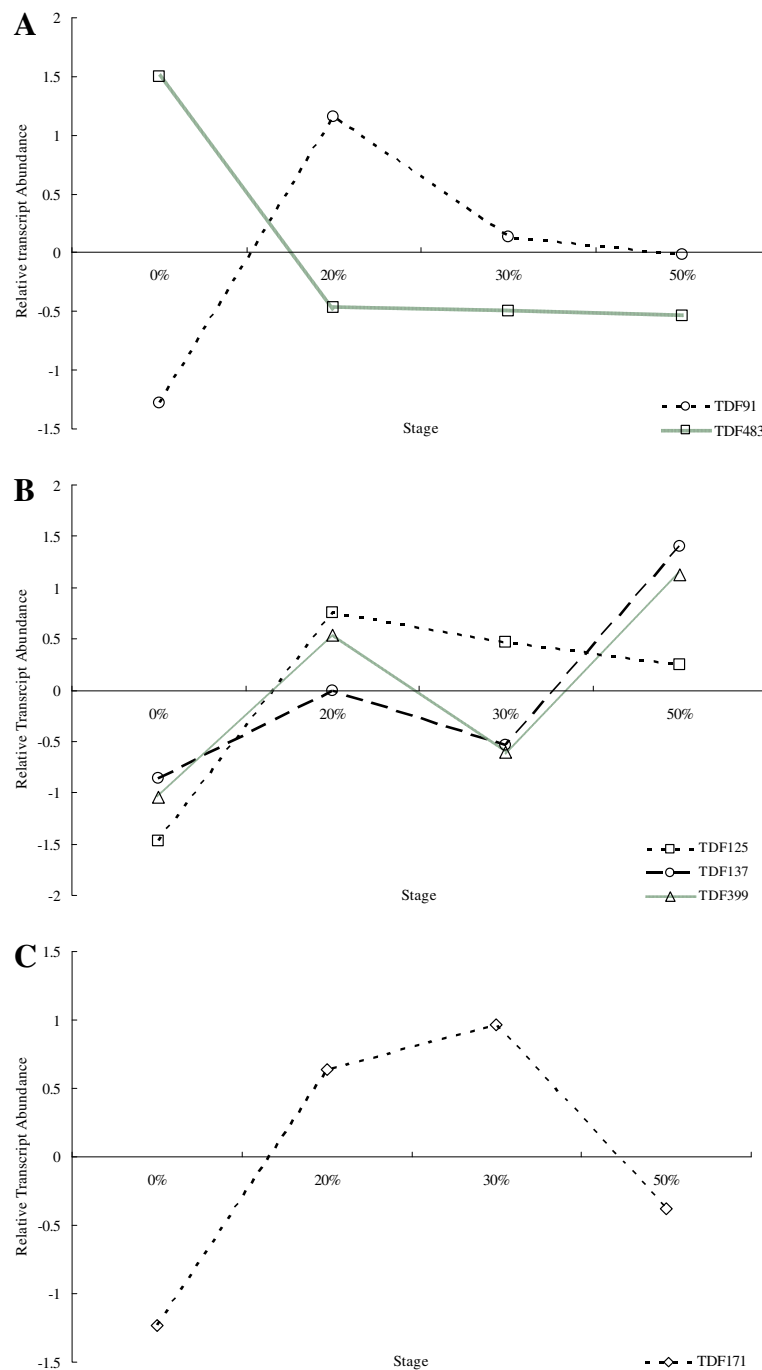 A
2
1.5
1
0.5
0
-0.5
-1
-1.5
Relative transcript Abundance
0% 20% 30% 50%
Stage
TDF91
TDF483
B
2
1.5
1
0.5
0
-0.5
-1
-1.5
-2
Relative Transrcipt Abundance
0% 20% 30% 50%
Stage
TDF125
TDF137
TDF399
C
1.5
1
0.5
0
-0.5
-1
-1.5
Relative Transcript Abundance
0% 20% 30% 50%
Stage
TDF171